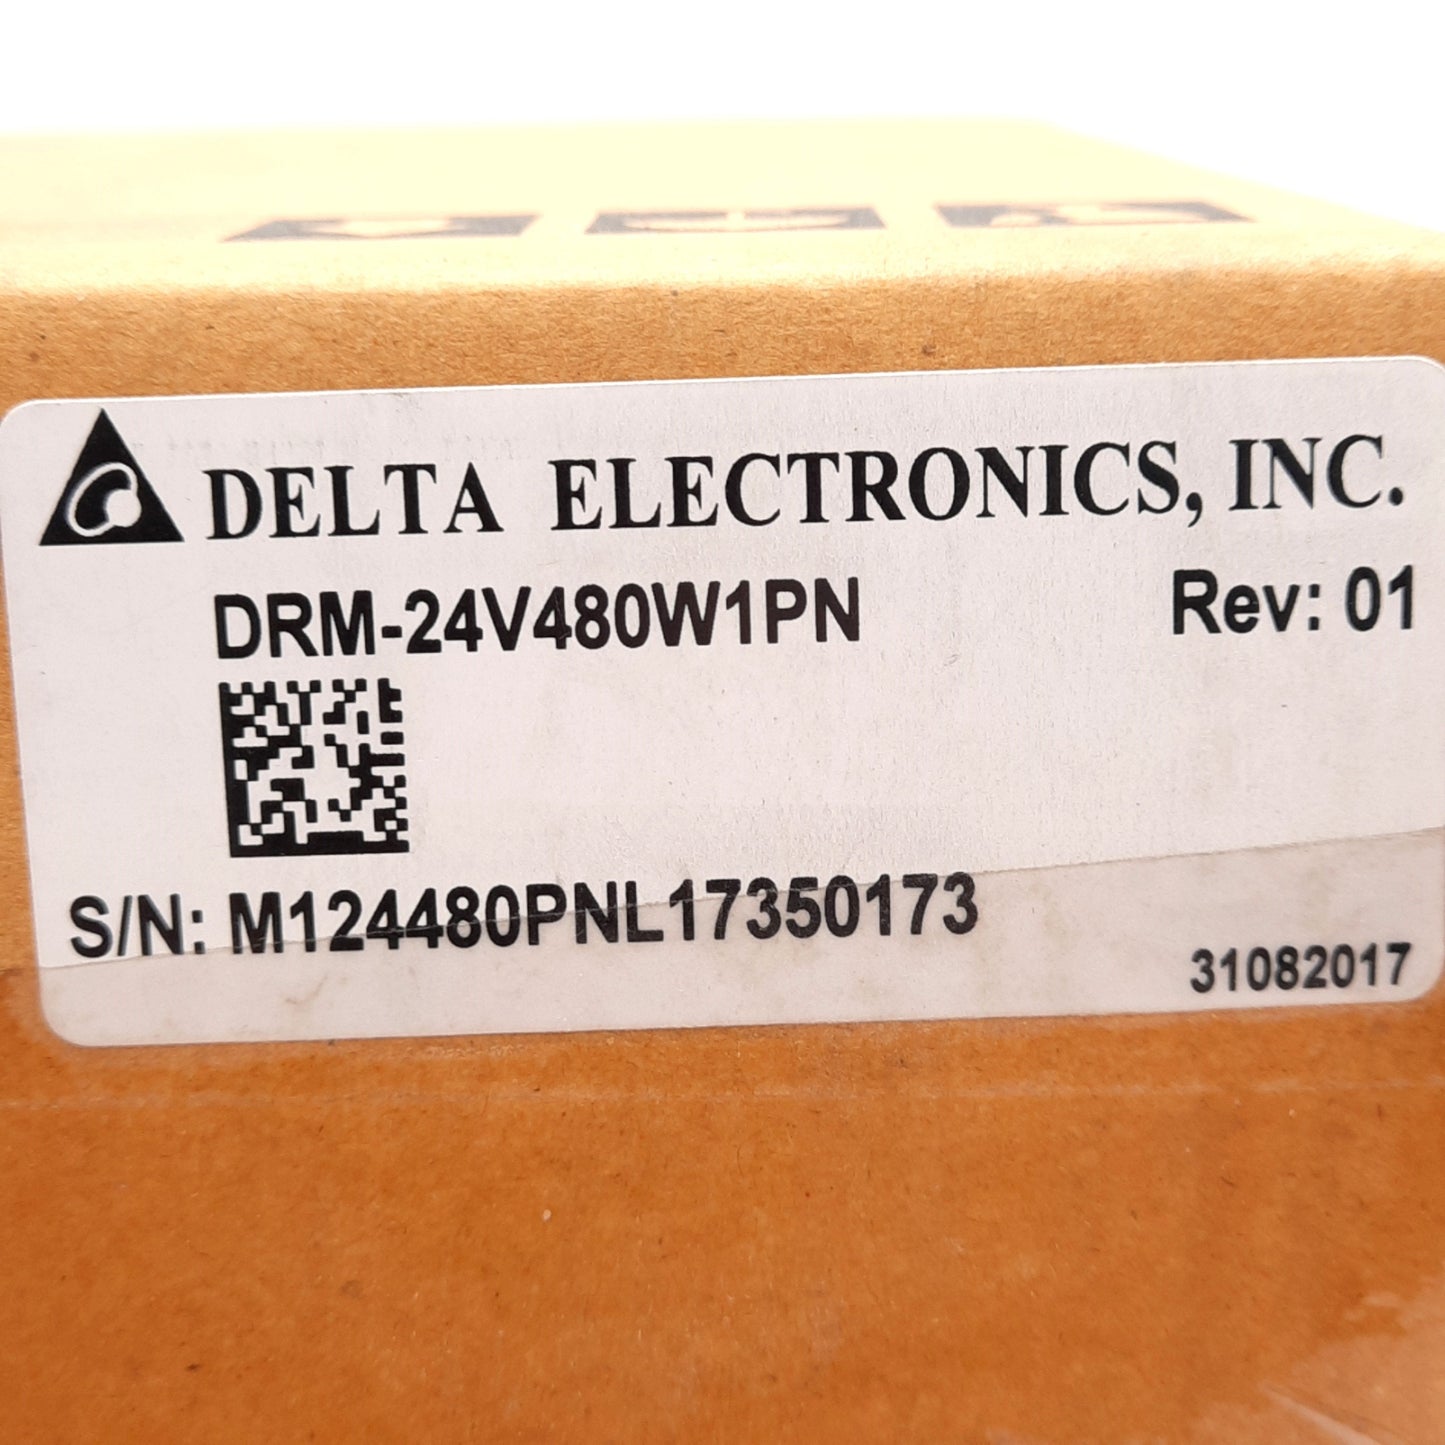 DELTA ELECTRONICS, INC.
DRM-24V480W1PN Rev: 01
S/N: M124480PNL17350173
31082017